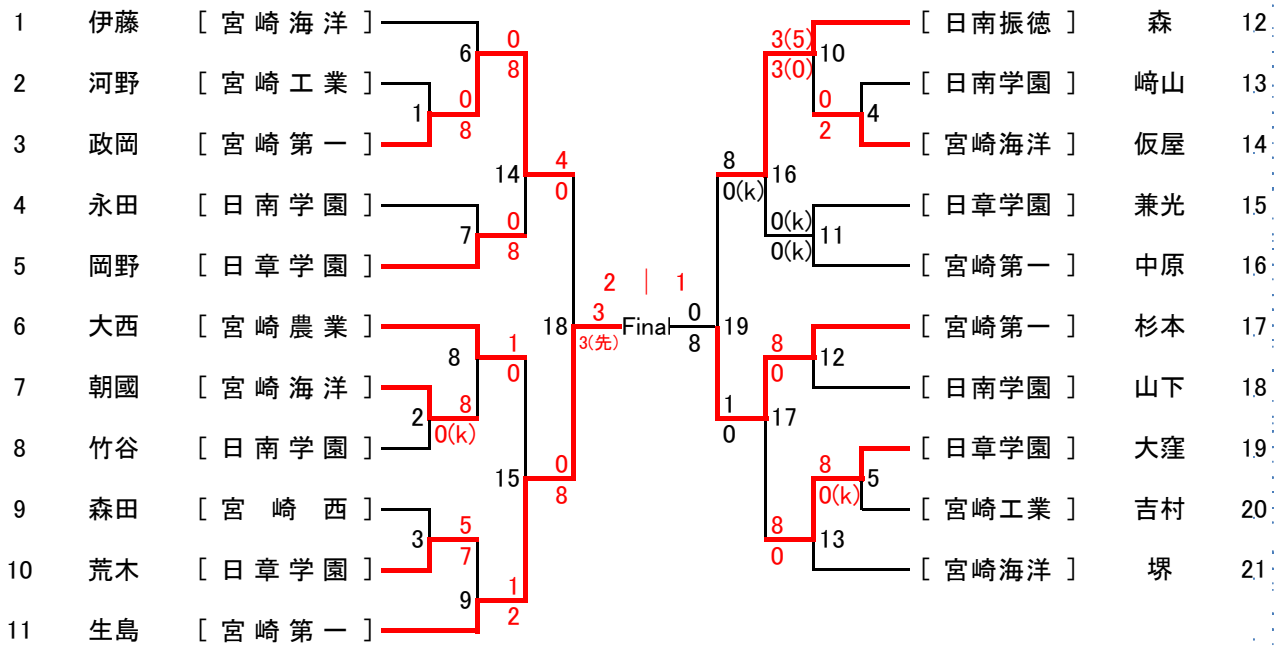 1 伊藤 [ 宮崎海洋 ]
2 河野 [ 宮崎工業 ]
3 政岡 [ 宮崎第一 ]
4 永田 [ 日南学園 ]
5 岡野 [ 日章学園 ]
6 大西 [ 宮崎農業 ]
7 朝國 [ 宮崎海洋 ]
8 竹谷 [ 日南学園 ]
9 森田 [ 宮崎西 ]
10 荒木 [ 日章学園 ]
11 生島 [ 宮崎第一 ]
6
0
8
1
0
8
14
4
0
7
0
8
8
1
0
2
8
0(k)
15
0
8
3
5
7
9
1
2
18
3
3(先)
2 | 1
Final
0
8
19
8
0(k)
16
3(5)
3(0)
10
0
2
4
0(k)
0(k)
11
1
0
17
8
0
12
8
0(k)
5
8
0
13
[ 日南振徳 ] 森 12
[ 日南学園 ] 﨑山 13
[ 宮崎海洋 ] 仮屋 14
[ 日章学園 ] 兼光 15
[ 宮崎第一 ] 中原 16
[ 宮崎第一 ] 杉本 17
[ 日南学園 ] 山下 18
[ 日章学園 ] 大窪 19
[ 宮崎工業 ] 吉村 20
[ 宮崎海洋 ] 堺 21